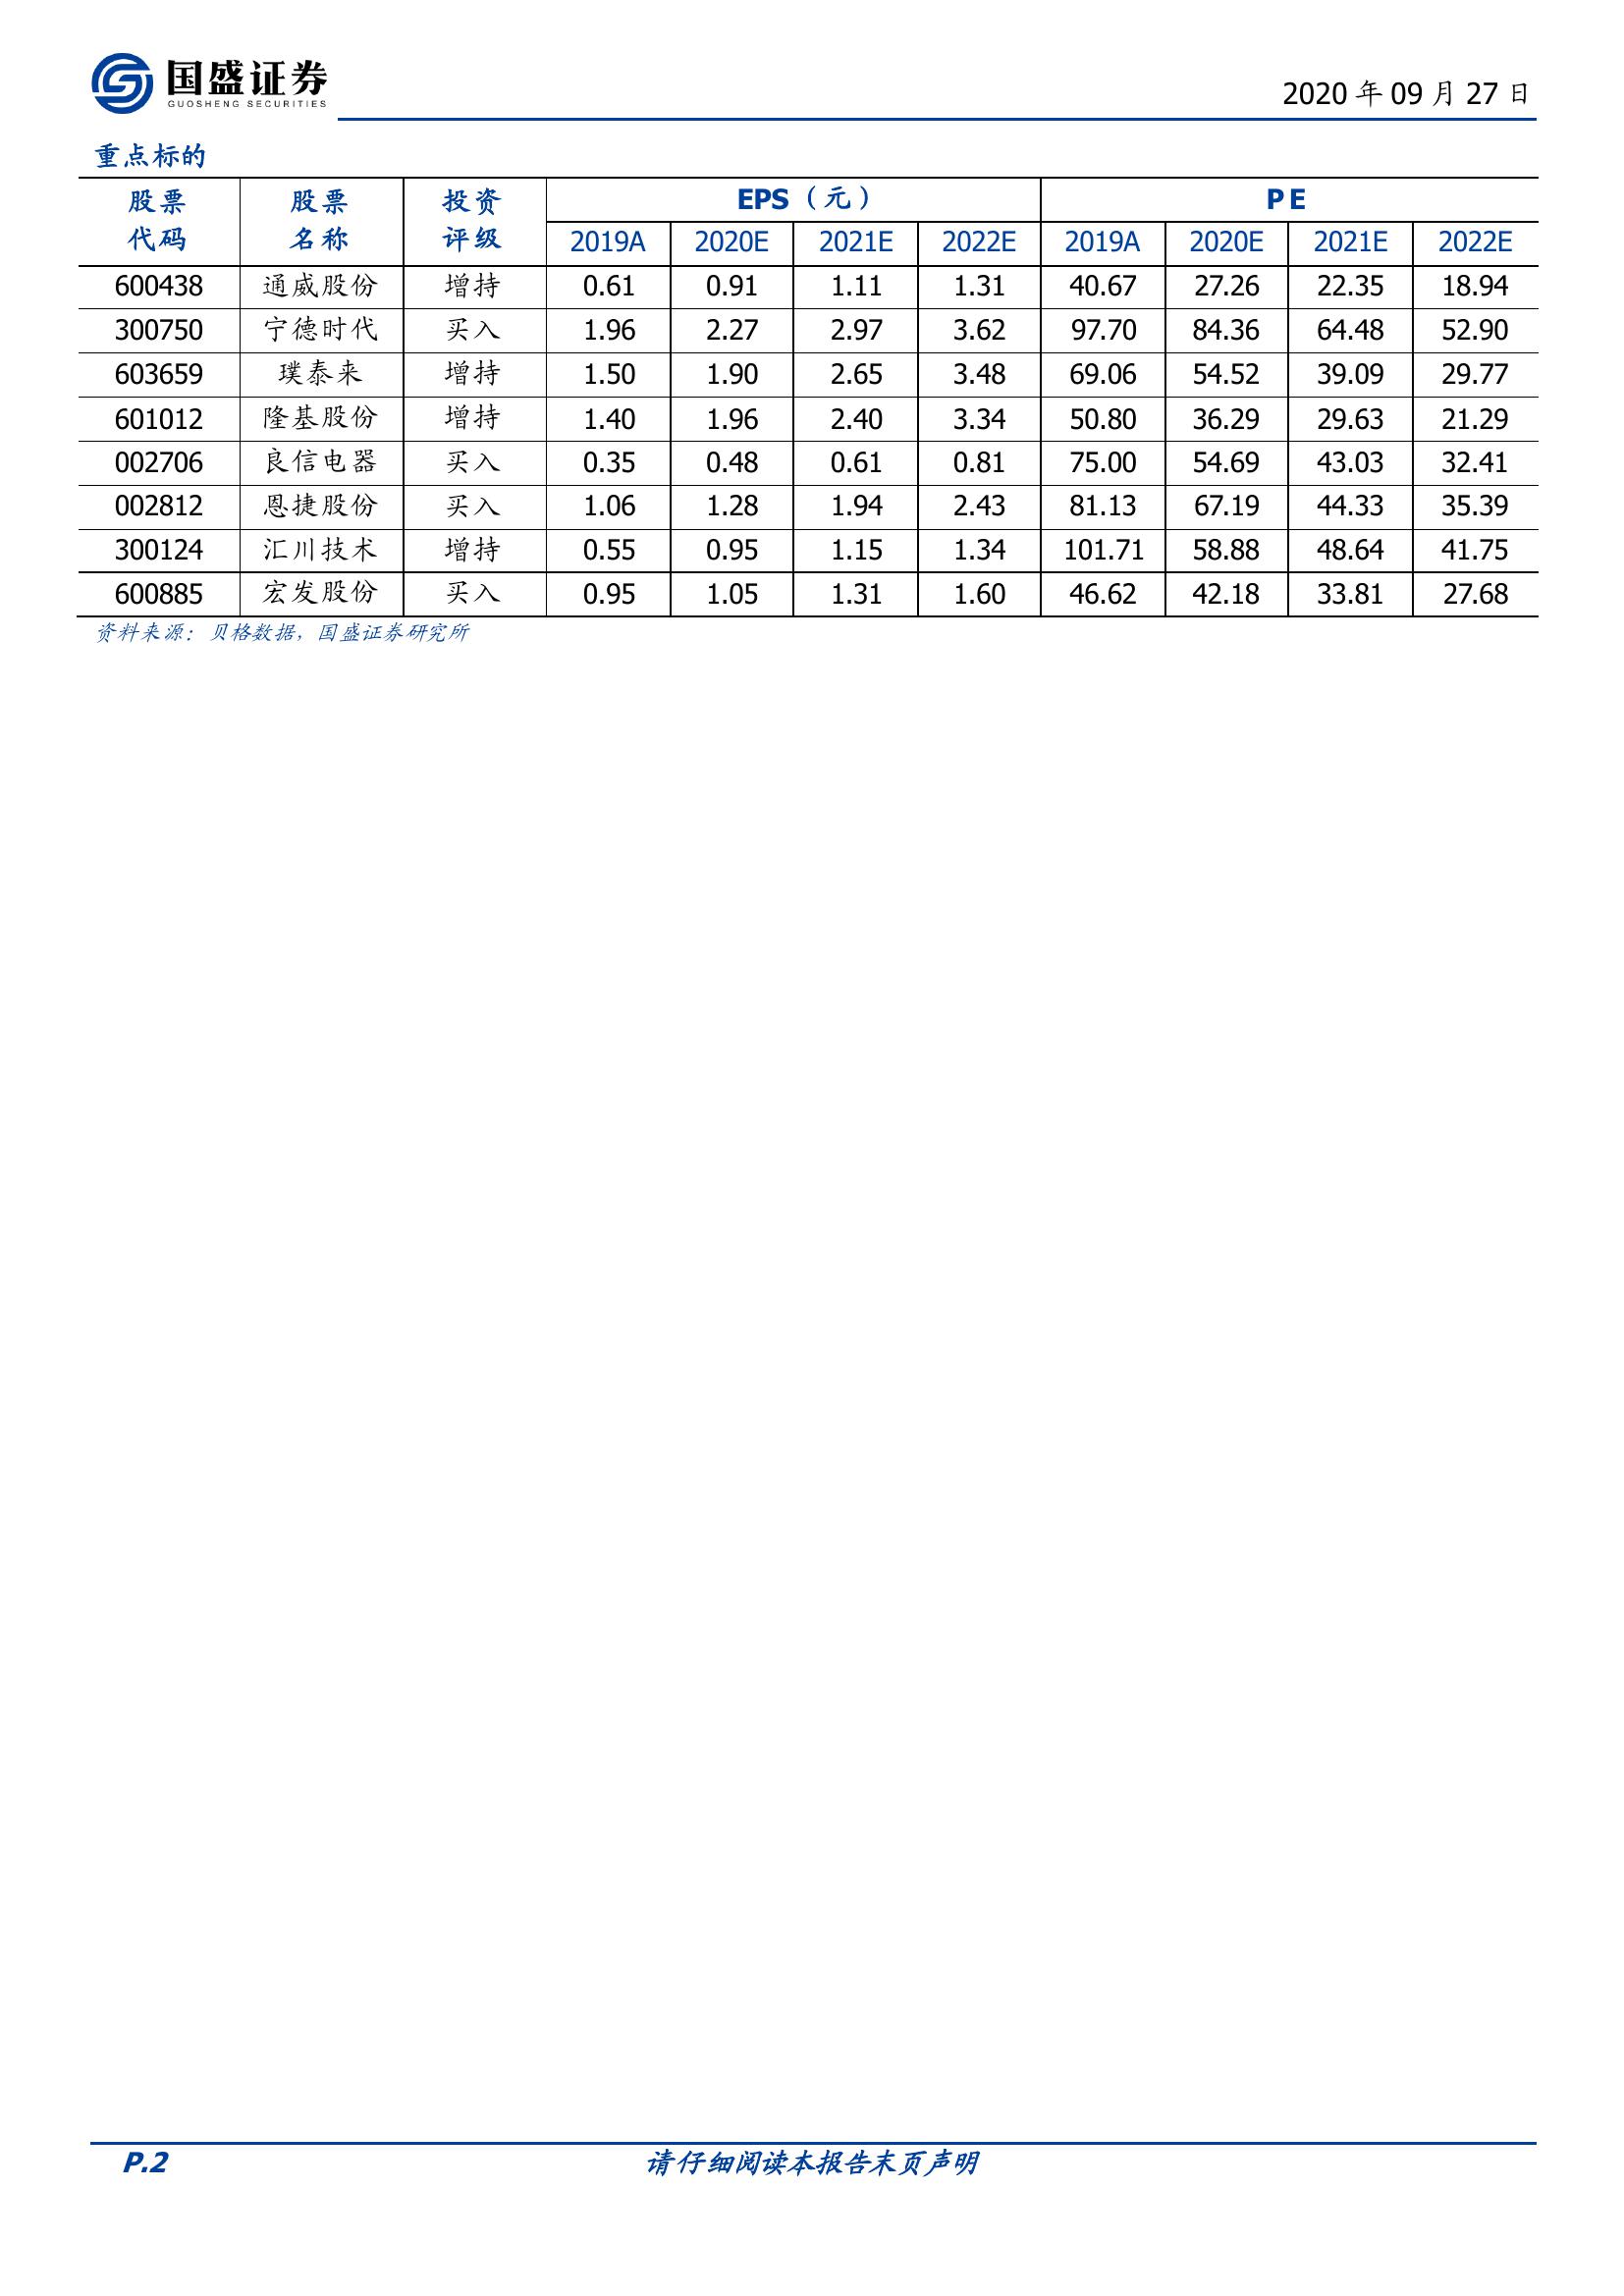 国盛证券
GUOSHENG SECURITIES
2020 年 09 月 27 日
重点标的
股票代码 股票名称 投资评级 EPS（元） PE
2019A 2020E 2021E 2022E 2019A 2020E 2021E 2022E
600438 通威股份 增持 0.61 0.91 1.11 1.31 40.67 27.26 22.35 18.94
300750 宁德时代 买入 1.96 2.27 2.97 3.62 97.70 84.36 64.48 52.90
603659 璞泰来 增持 1.50 1.90 2.65 3.48 69.06 54.52 39.09 29.77
601012 隆基股份 增持 1.40 1.96 2.40 3.34 50.80 36.29 29.63 21.29
002706 良信电器 买入 0.35 0.48 0.61 0.81 75.00 54.69 43.03 32.41
002812 恩捷股份 买入 1.06 1.28 1.94 2.43 81.13 67.19 44.33 35.39
300124 汇川技术 增持 0.55 0.95 1.15 1.34 101.71 58.88 48.64 41.75
600885 宏发股份 买入 0.95 1.05 1.31 1.60 46.62 42.18 33.81 27.68
资料来源：贝格数据，国盛证券研究所
P.2 请仔细阅读本报告末页声明